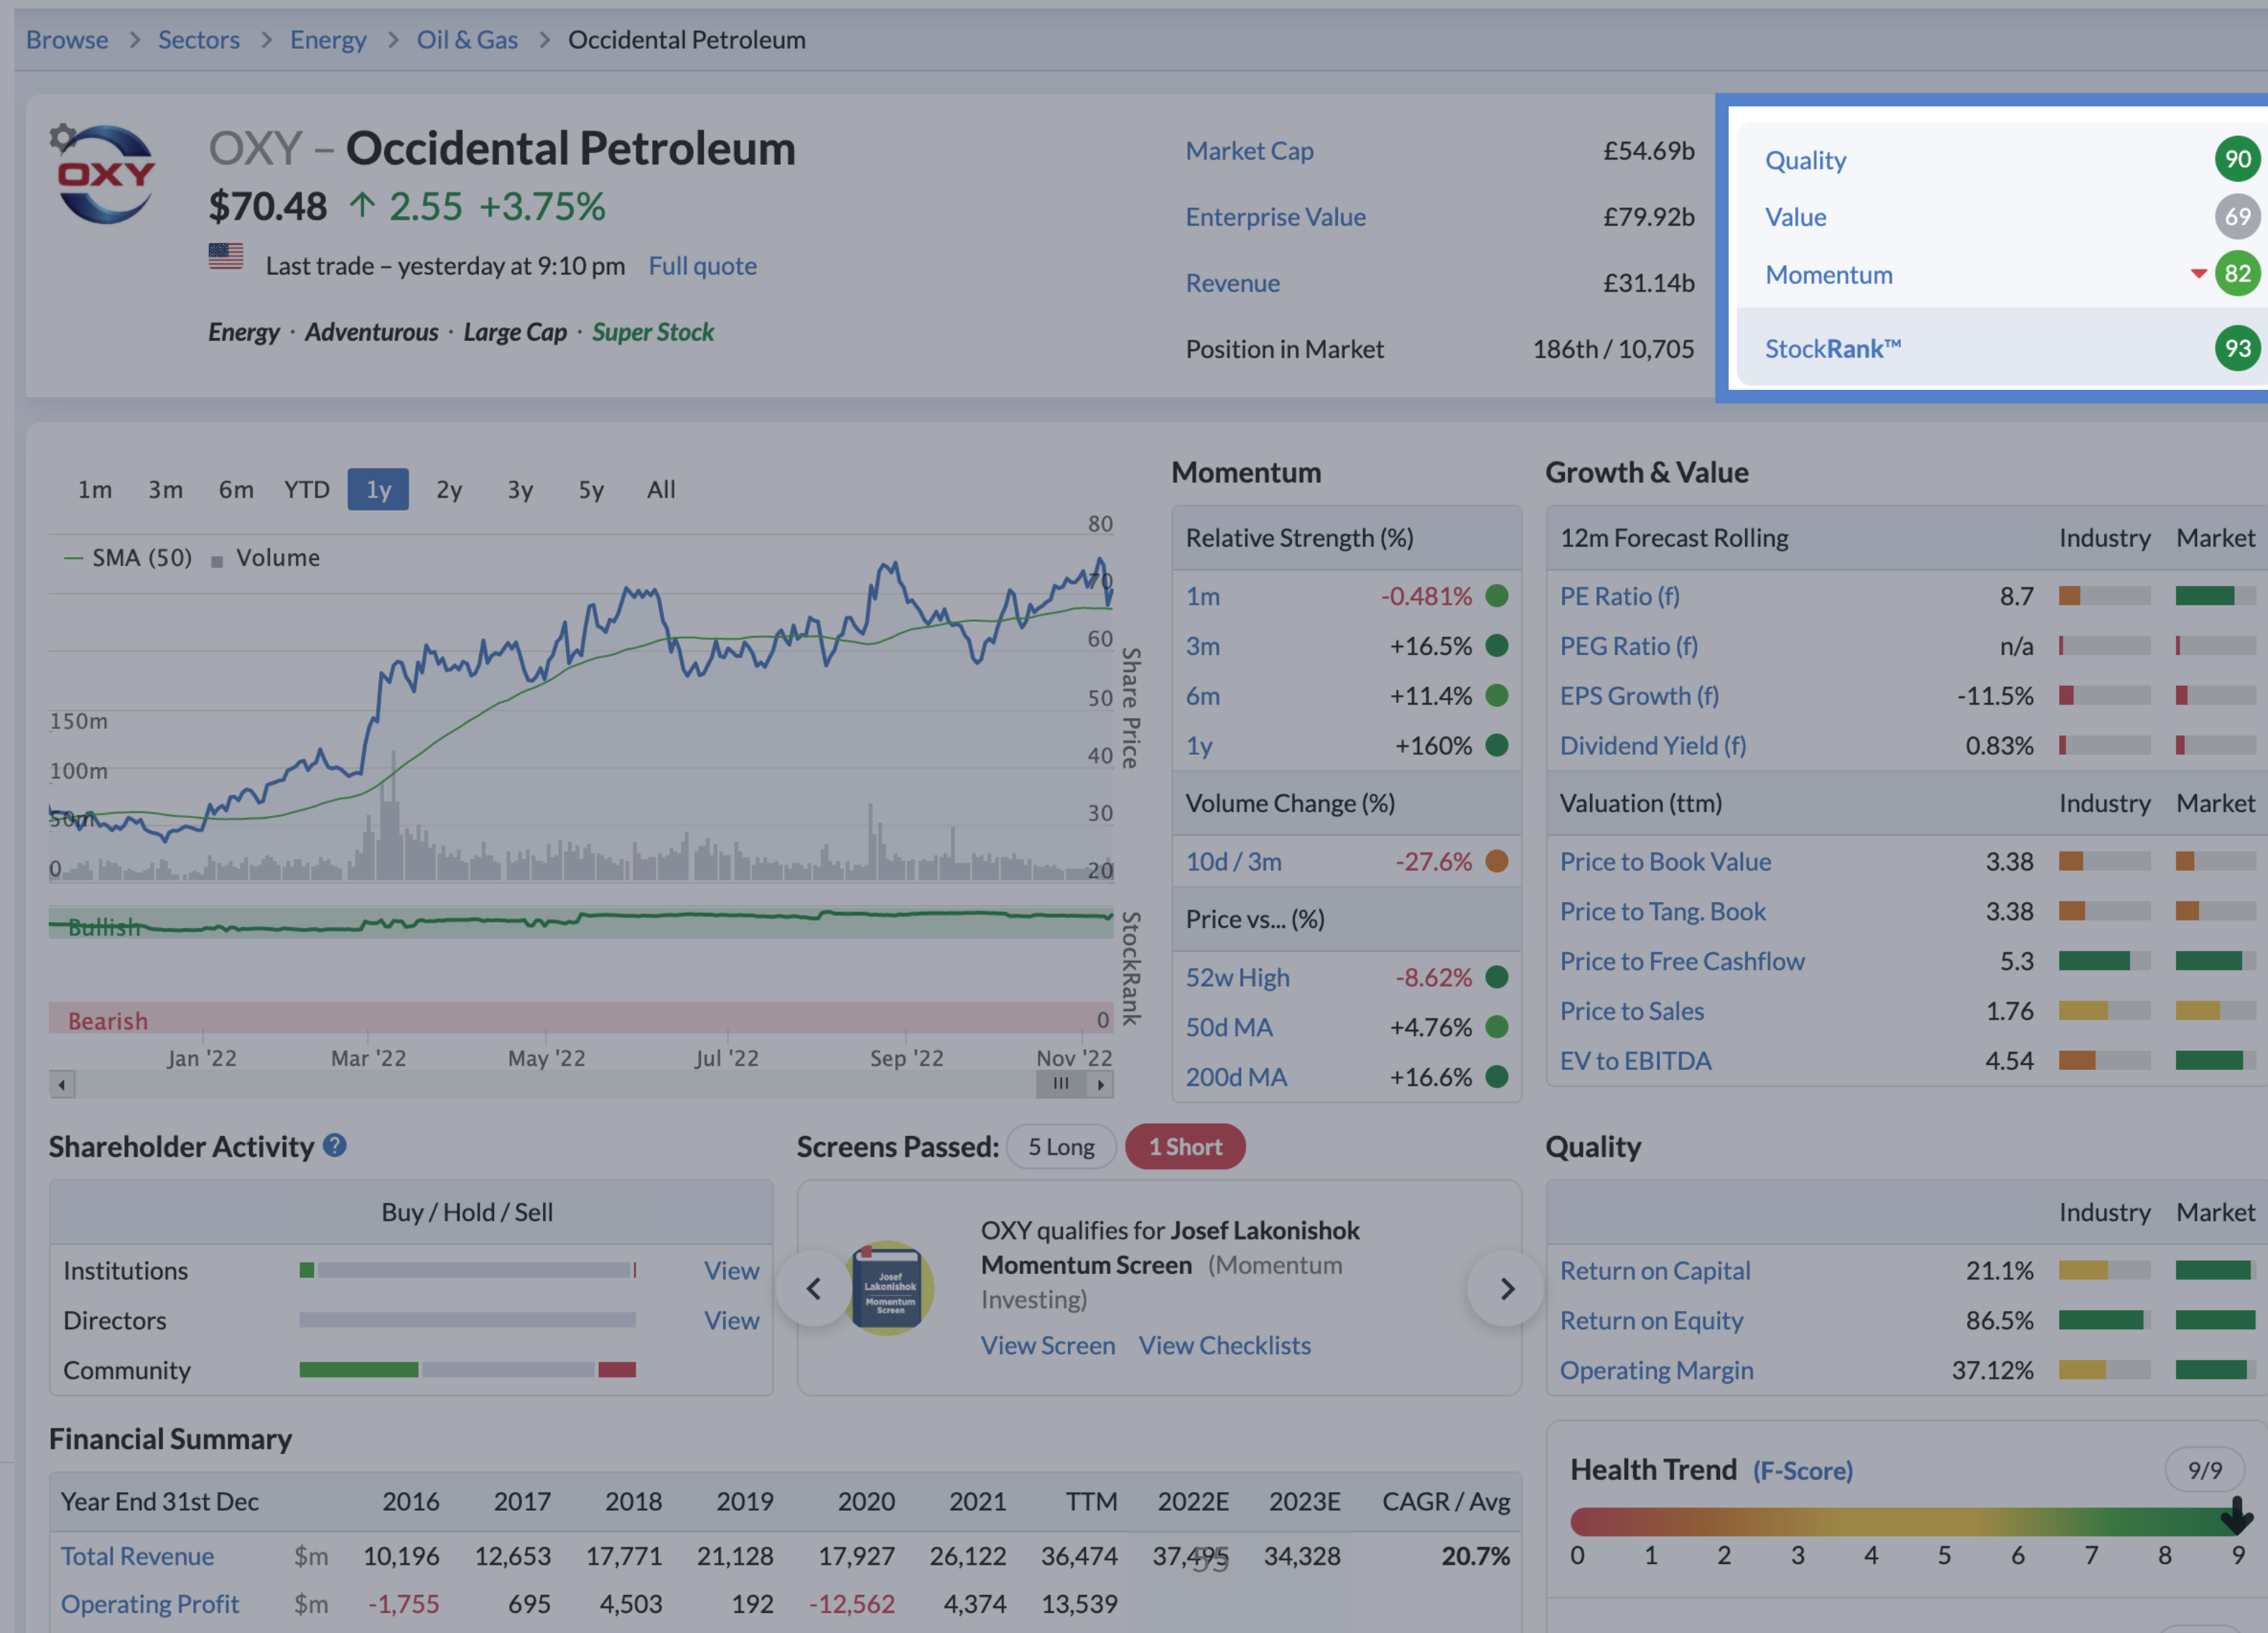 Browse > Sectors > Energy > Oil & Gas > Occidental Petroleum
OXY
OXY – Occidental Petroleum
$70.48 ↑ 2.55 +3.75%
Last trade – yesterday at 9:10 pm Full quote
Energy · Adventurous · Large Cap · Super Stock
Market Cap £54.69b
Enterprise Value £79.92b
Revenue £31.14b
Position in Market 186th / 10,705
Quality 90
Value 69
Momentum 82
StockRank™ 93
1m 3m 6m YTD 1y 2y 3y 5y All
SMA (50) Volume
80
70
60
50
40
30
20
Share Price
150m
100m
50m
0
Bullish
Bearish
0
StockRank
Jan '22 Mar '22 May '22 Jul '22 Sep '22 Nov '22
Momentum
Relative Strength (%)
1m -0.481%
3m +16.5%
6m +11.4%
1y +160%
Volume Change (%)
10d / 3m -27.6%
Price vs... (%)
52w High -8.62%
50d MA +4.76%
200d MA +16.6%
Growth & Value
12m Forecast Rolling Industry Market
PE Ratio (f) 8.7
PEG Ratio (f) n/a
EPS Growth (f) -11.5%
Dividend Yield (f) 0.83%
Valuation (ttm) Industry Market
Price to Book Value 3.38
Price to Tang. Book 3.38
Price to Free Cashflow 5.3
Price to Sales 1.76
EV to EBITDA 4.54
Shareholder Activity ?
Buy / Hold / Sell
Institutions View
Directors View
Community
Screens Passed: 5 Long 1 Short
Josef
Lakonishok
Momentum
Screen
OXY qualifies for Josef Lakonishok
Momentum Screen (Momentum
Investing)
View Screen View Checklists
Quality
Industry Market
Return on Capital 21.1%
Return on Equity 86.5%
Operating Margin 37.12%
Health Trend (F-Score) 9/9
0 1 2 3 4 5 6 7 8 9
Financial Summary
Year End 31st Dec 2016 2017 2018 2019 2020 2021 TTM 2022E 2023E CAGR / Avg
Total Revenue $m 10,196 12,653 17,771 21,128 17,927 26,122 36,474 34,328 20.7%
55
Operating Profit $m -1,755 695 4,503 192 -12,562 4,374 13,539